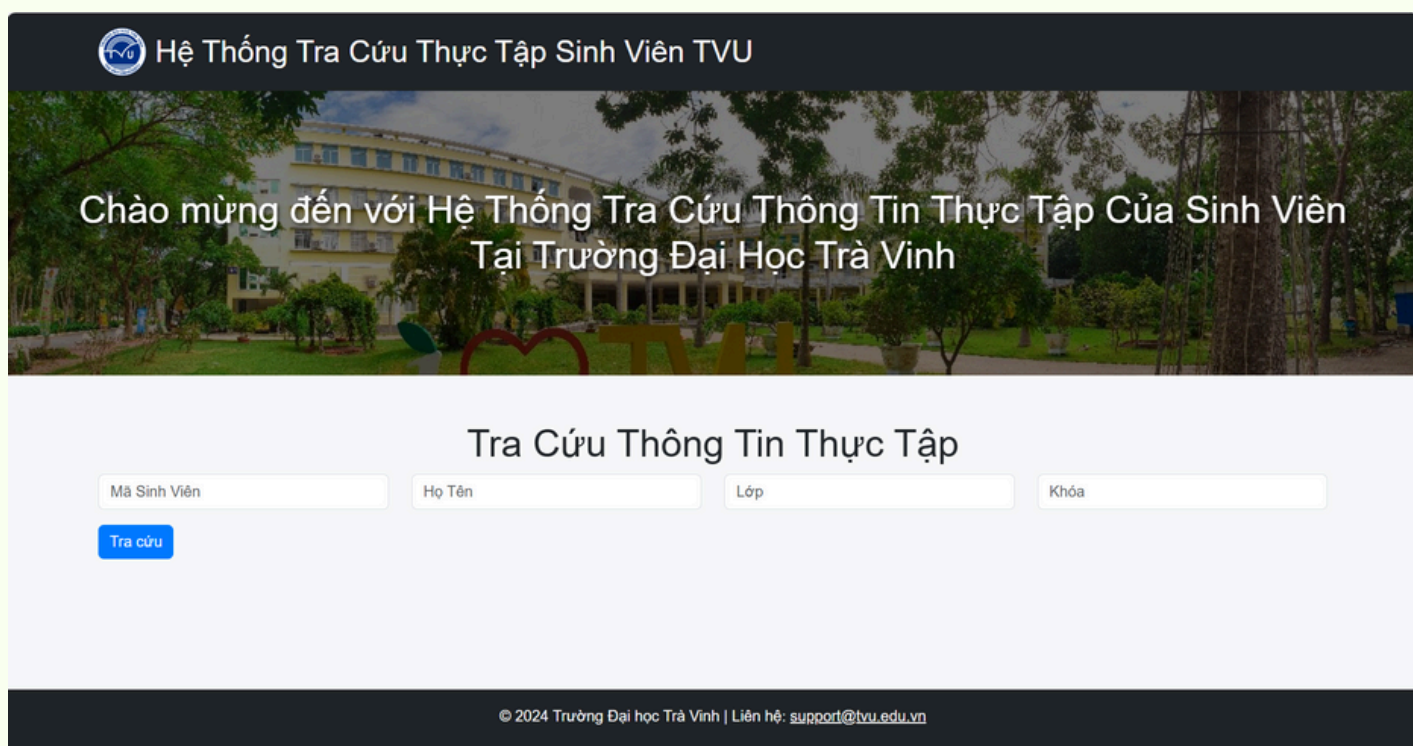 TVU
Hệ Thống Tra Cứu Thực Tập Sinh Viên TVU
Chào mừng đến với Hệ Thống Tra Cứu Thông Tin Thực Tập Của Sinh Viên
Tại Trường Đại Học Trà Vinh
TVU
Tra Cứu Thông Tin Thực Tập
Mã Sinh Viên
Họ Tên
Lớp
Khóa
Tra cứu
© 2024 Trường Đại học Trà Vinh | Liên hệ: support@tvu.edu.vn